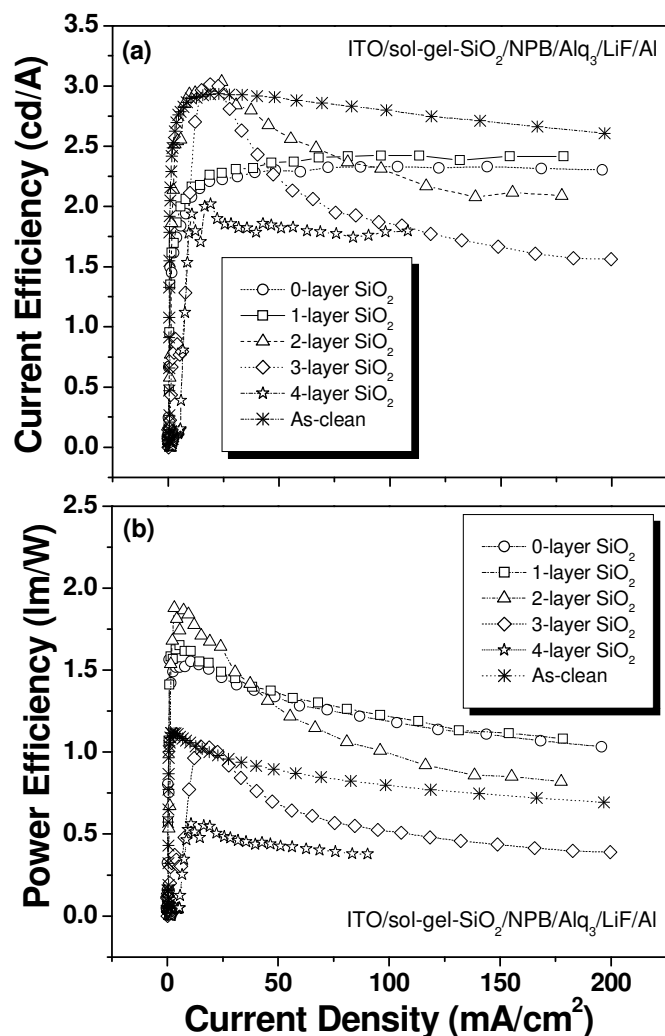 (a)
ITO/sol-gel-SiO₂/NPB/Alq₃/LiF/Al
3.5
3.0
2.5
2.0
1.5
1.0
0.5
0.0
Current Efficiency (cd/A)
0-layer SiO₂
1-layer SiO₂
2-layer SiO₂
3-layer SiO₂
4-layer SiO₂
As-clean
(b)
2.5
2.0
1.5
1.0
0.5
0.0
Power Efficiency (lm/W)
0-layer SiO₂
1-layer SiO₂
2-layer SiO₂
3-layer SiO₂
4-layer SiO₂
As-clean
ITO/sol-gel-SiO₂/NPB/Alq₃/LiF/Al
0 50 100 150 200
Current Density (mA/cm²)